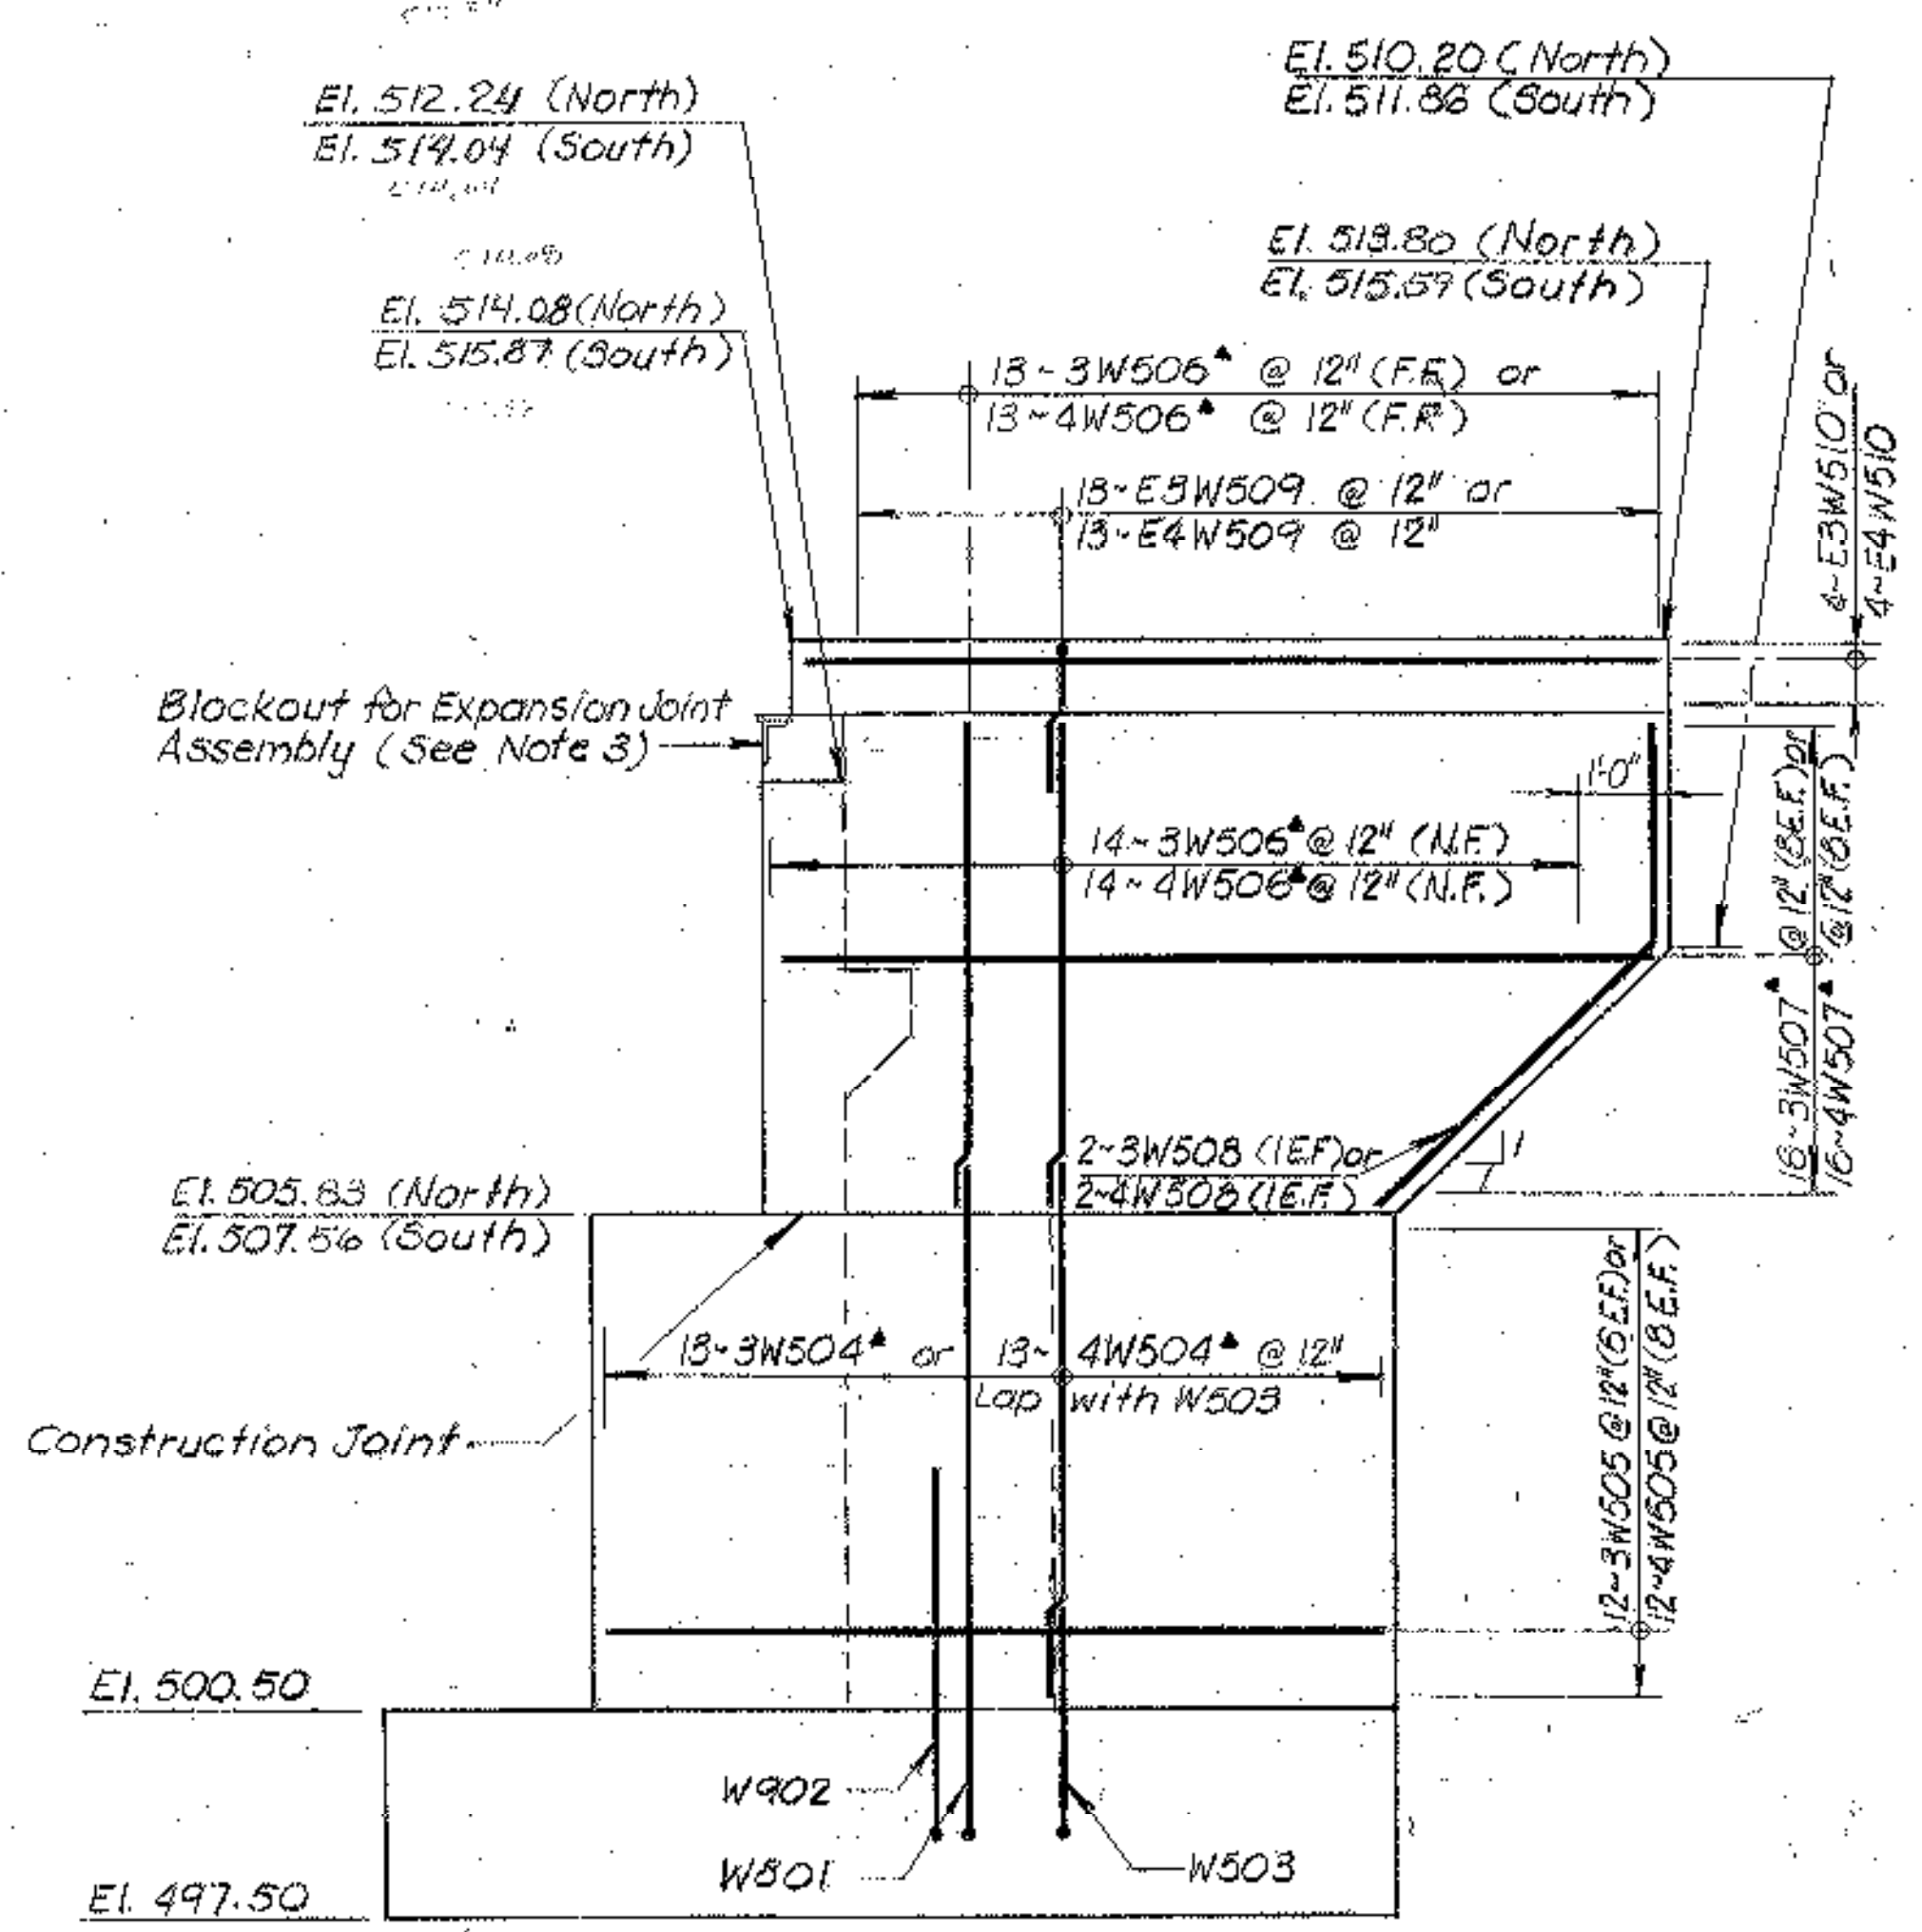 El. 512.24 (North)
El. 514.04 (South)
El. 510.20 (North)
El. 511.86 (South)
El. 514.08 (North)
El. 515.87 (South)
El. 513.80 (North)
El. 515.59 (South)
13~3W506▲ @ 12" (F.F.) or
13~4W506▲ @ 12" (F.F.)
13~E3W509 @ 12" or
13~E4W509 @ 12"
4~E3W510 or
4~E4W510
Blockout for Expansion Joint
Assembly (See Note 3)
1'-0"
14~3W506▲ @ 12" (N.F.)
14~4W506▲ @ 12" (N.F.)
16~3W507▲ @ 12" (8E.F.) or
16~4W507▲ @ 12" (8E.F.)
2~3W508 (1E.F.) or
2~4W508 (1E.F.)
1
1
El. 505.83 (North)
El. 507.56 (South)
13~3W504▲ or 13~4W504▲ @ 12"
Lap with W503
12~3W505 @ 12" (6E.F.) or
12~4W505 @ 12" (8E.F.)
Construction Joint
El. 500.50
W902
W801
W503
El. 497.50